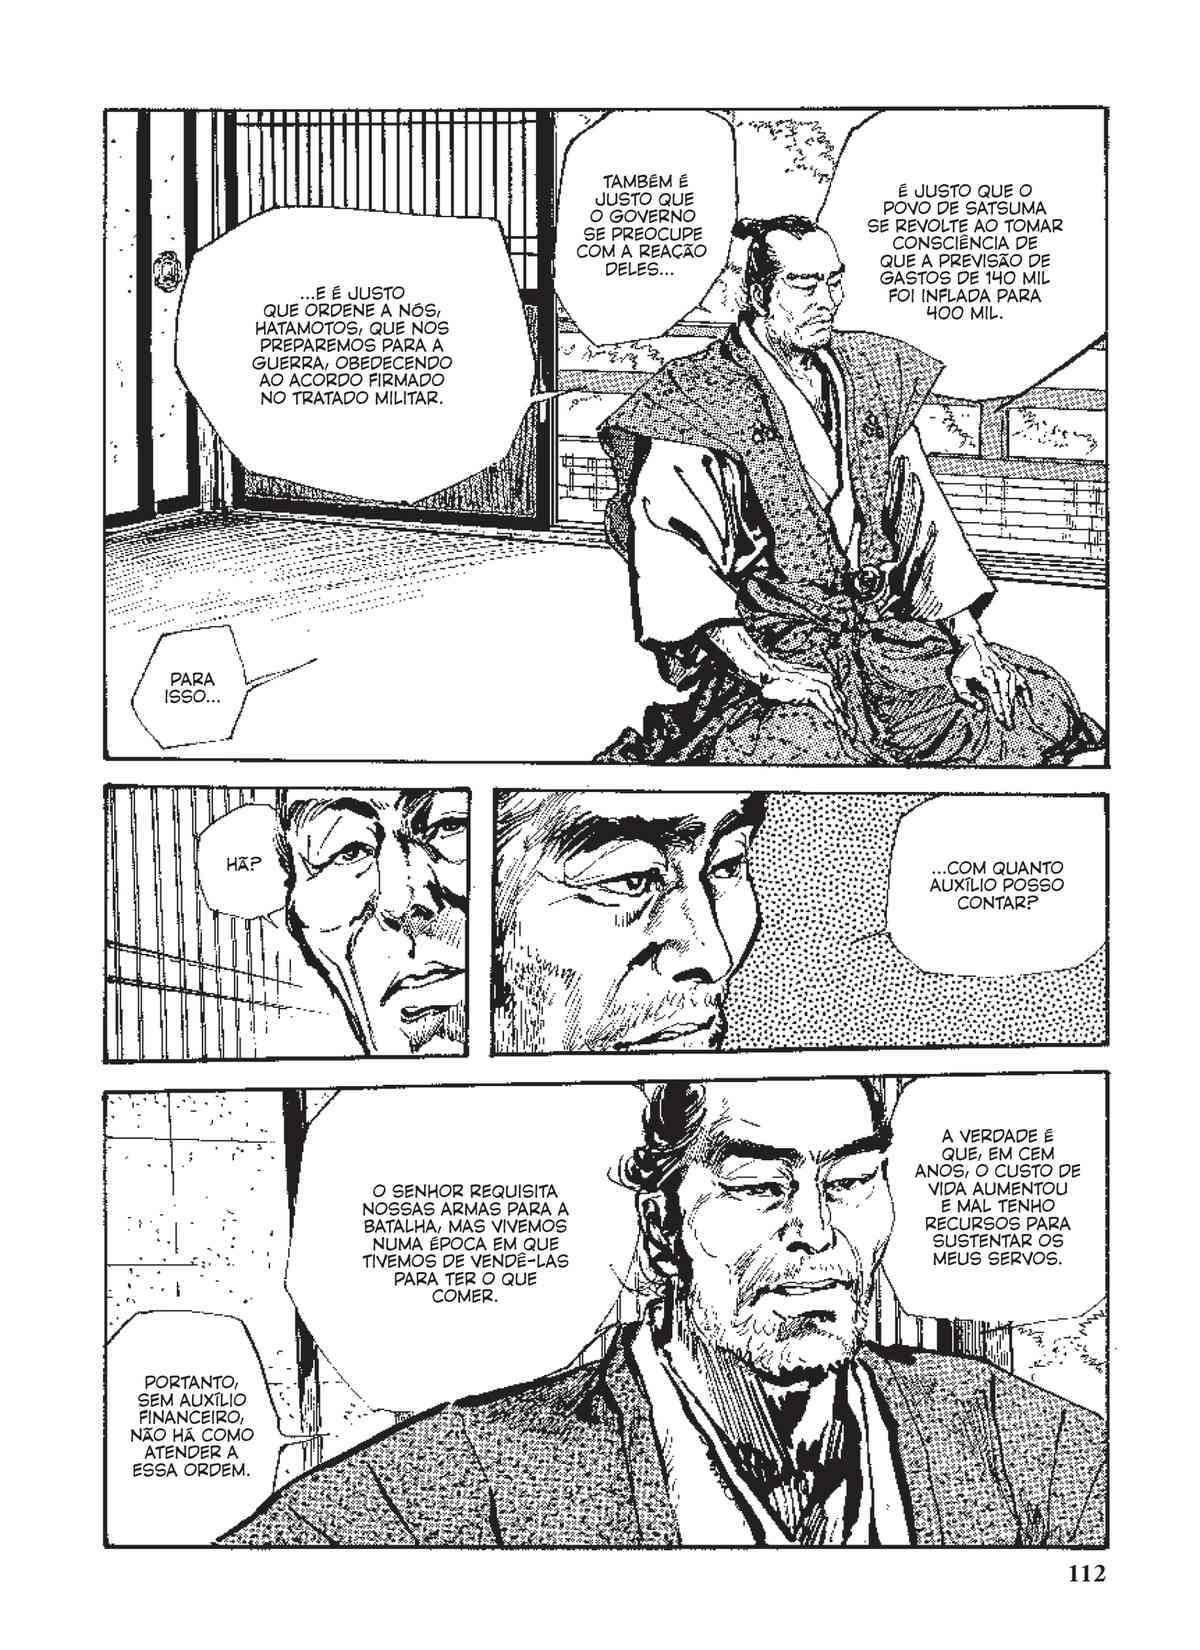 É JUSTO QUE O
POVO DE SATSUMA
SE REVOLTE AO TOMAR
CONSCIÊNCIA DE
QUE A PREVISÃO DE
GASTOS DE 140 MIL
FOI INFLADA PARA
400 MIL.
TAMBÉM É
JUSTO QUE
O GOVERNO
SE PREOCUPE
COM A REAÇÃO
DELES...
...E É JUSTO
QUE ORDENE A NÓS,
HATAMOTOS, QUE NOS
PREPAREMOS PARA A
GUERRA, OBEDECENDO
AO ACORDO FIRMADO
NO TRATADO MILITAR.
PARA
ISSO...
...COM QUANTO
AUXÍLIO POSSO
CONTAR?
HÃ?
A VERDADE É
QUE, EM CEM
ANOS, O CUSTO DE
VIDA AUMENTOU
E MAL TENHO
RECURSOS PARA
SUSTENTAR OS
MEUS SERVOS.
O SENHOR REQUISITA
NOSSAS ARMAS PARA A
BATALHA, MAS VIVEMOS
NUMA ÉPOCA EM QUE
TIVEMOS DE VENDÊ-LAS
PARA TER O QUE
COMER.
PORTANTO,
SEM AUXÍLIO
FINANCEIRO,
NÃO HÁ COMO
ATENDER A
ESSA ORDEM.
112